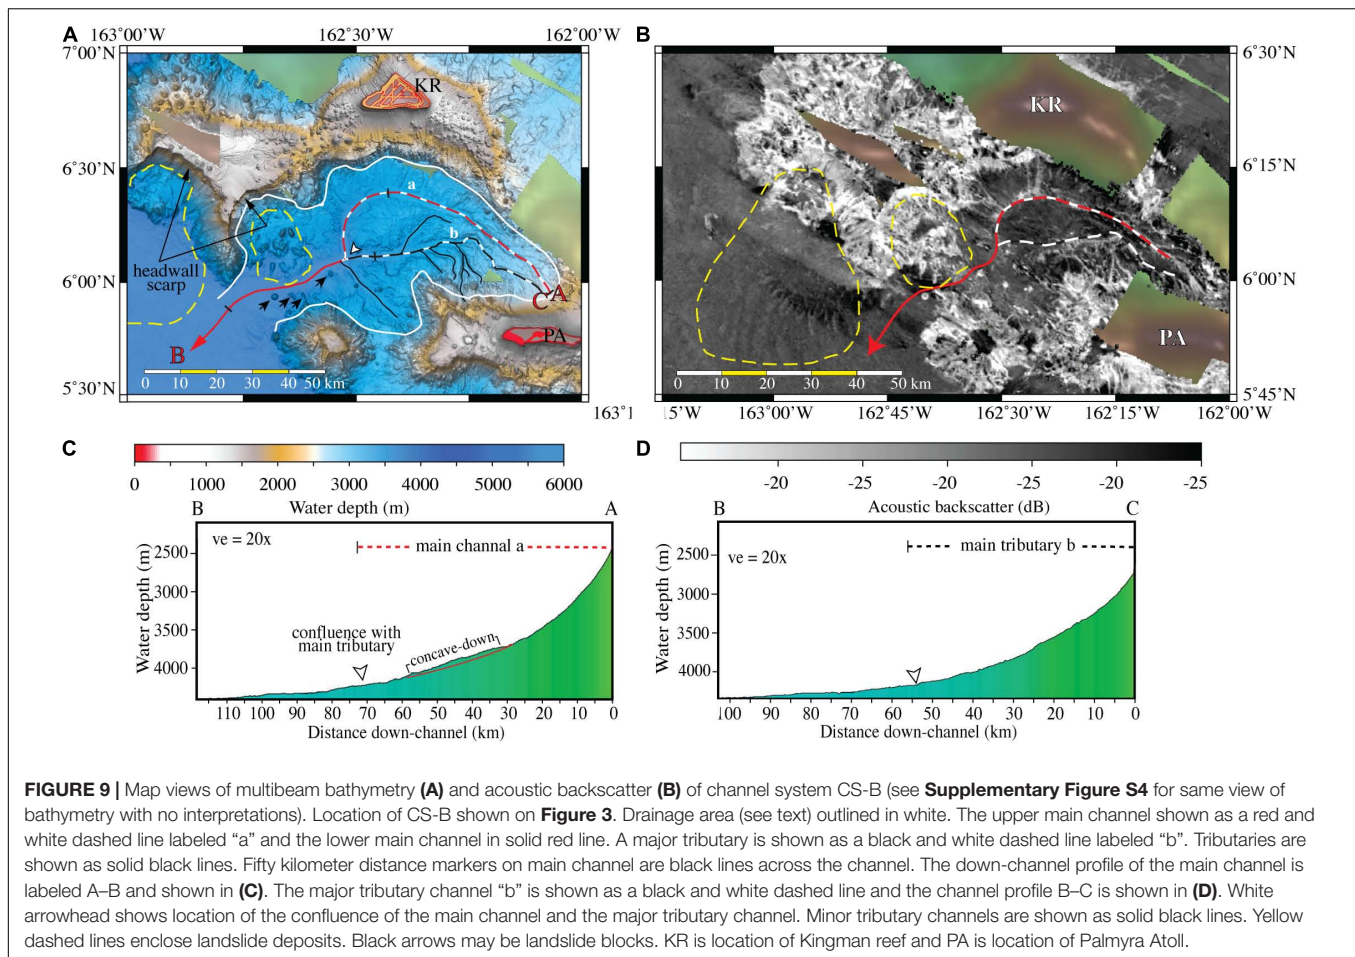 A
163°00'W
162°30'W
162°00'W
B
7°00'N
6°30'N
6°00'N
5°30'N
KR
a
b
headwall
scarp
C
A
B
PA
0 10 20 30 40 50 km
163°]
KR
PA
6°30'N
6°15'N
6°00'N
5°45'N
0 10 20 30 40 50 km
:5'W
163°00'W
162°45'W
162°30'W
162°15'W
162°00'W
C
0 1000 2000 3000 4000 5000 6000
Water depth (m)
D
-20 -25 -20 -20 -25
Acoustic backscatter (dB)
B
A
ve = 20x
main channal a
confluence with
main tributary
concave-down
2500
3000
3500
4000
Water depth (m)
110 100 90 80 70 60 50 40 30 20 10 0
Distance down-channel (km)
B
C
ve = 20x
main tributary b
2500
3000
3500
4000
Water depth (m)
100 90 80 70 60 50 40 30 20 10 0
Distance down-channel (km)
FIGURE 9 | Map views of multibeam bathymetry (A) and acoustic backscatter (B) of channel system CS-B (see Supplementary Figure S4 for same view of
bathymetry with no interpretations). Location of CS-B shown on Figure 3. Drainage area (see text) outlined in white. The upper main channel shown as a red and
white dashed line labeled “a” and the lower main channel in solid red line. A major tributary is shown as a black and white dashed line labeled “b”. Tributaries are
shown as solid black lines. Fifty kilometer distance markers on main channel are black lines across the channel. The down-channel profile of the main channel is
labeled A–B and shown in (C). The major tributary channel “b” is shown as a black and white dashed line and the channel profile B–C is shown in (D). White
arrowhead shows location of the confluence of the main channel and the major tributary channel. Minor tributary channels are shown as solid black lines. Yellow
dashed lines enclose landslide deposits. Black arrows may be landslide blocks. KR is location of Kingman reef and PA is location of Palmyra Atoll.